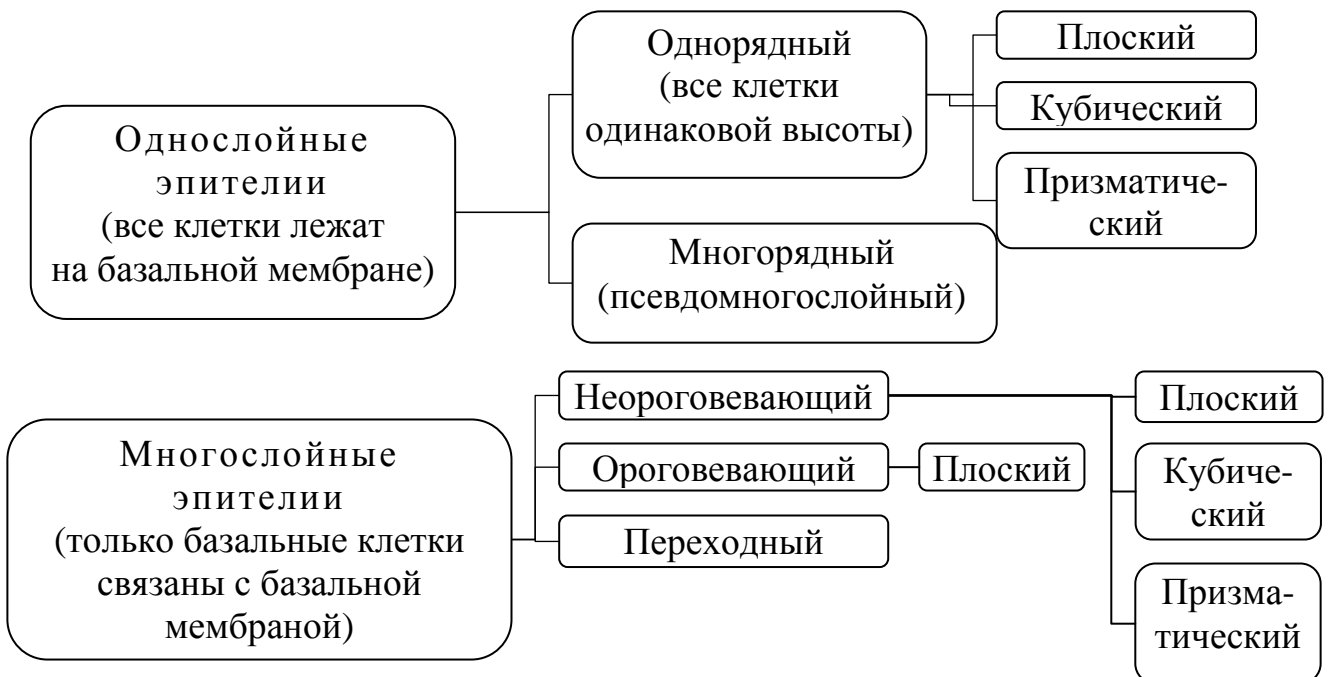 Однослойные
эпителии
(все клетки лежат
на базальной мембране)
Однорядный
(все клетки
одинаковой высоты)
Плоский
Кубический
Призматиче-
ский
Многорядный
(псевдомногослойный)
Многослойные
эпителии
(только базальные клетки
связаны с базальной
мембраной)
Неороговевающий
Плоский
Кубиче-
ский
Призма-
тический
Ороговевающий
Плоский
Переходный